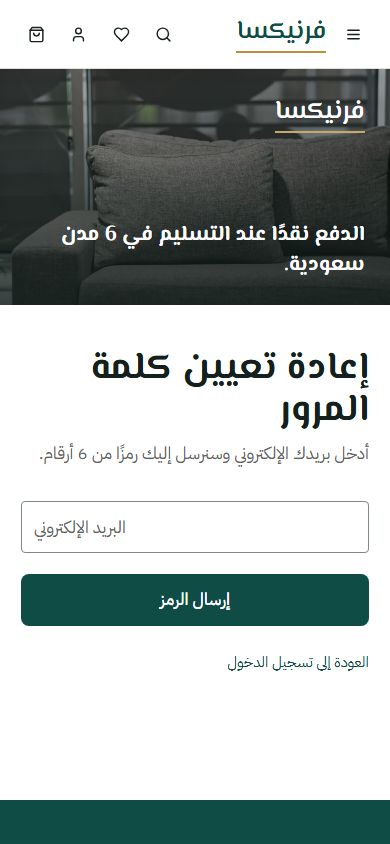 فرنيكسا
فرنيكسا
الدفع نقدًا عند التسليم في 6 مدن
سعودية.
إعادة تعيين كلمة
المرور
أدخل بريدك الإلكتروني وسنرسل إليك رمزًا من 6 أرقام.
البريد الإلكتروني
إرسال الرمز
العودة إلى تسجيل الدخول